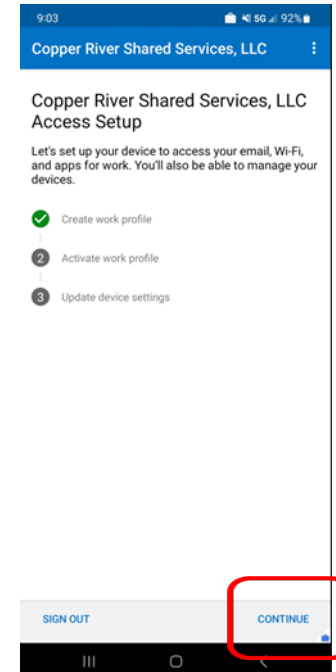 9:03
5G 92%
Copper River Shared Services, LLC
Copper River Shared Services, LLC
Access Setup
Let's set up your device to access your email, Wi-Fi,
and apps for work. You'll also be able to manage your
devices.
Create work profile
2 Activate work profile
3 Update device settings
SIGN OUT CONTINUE